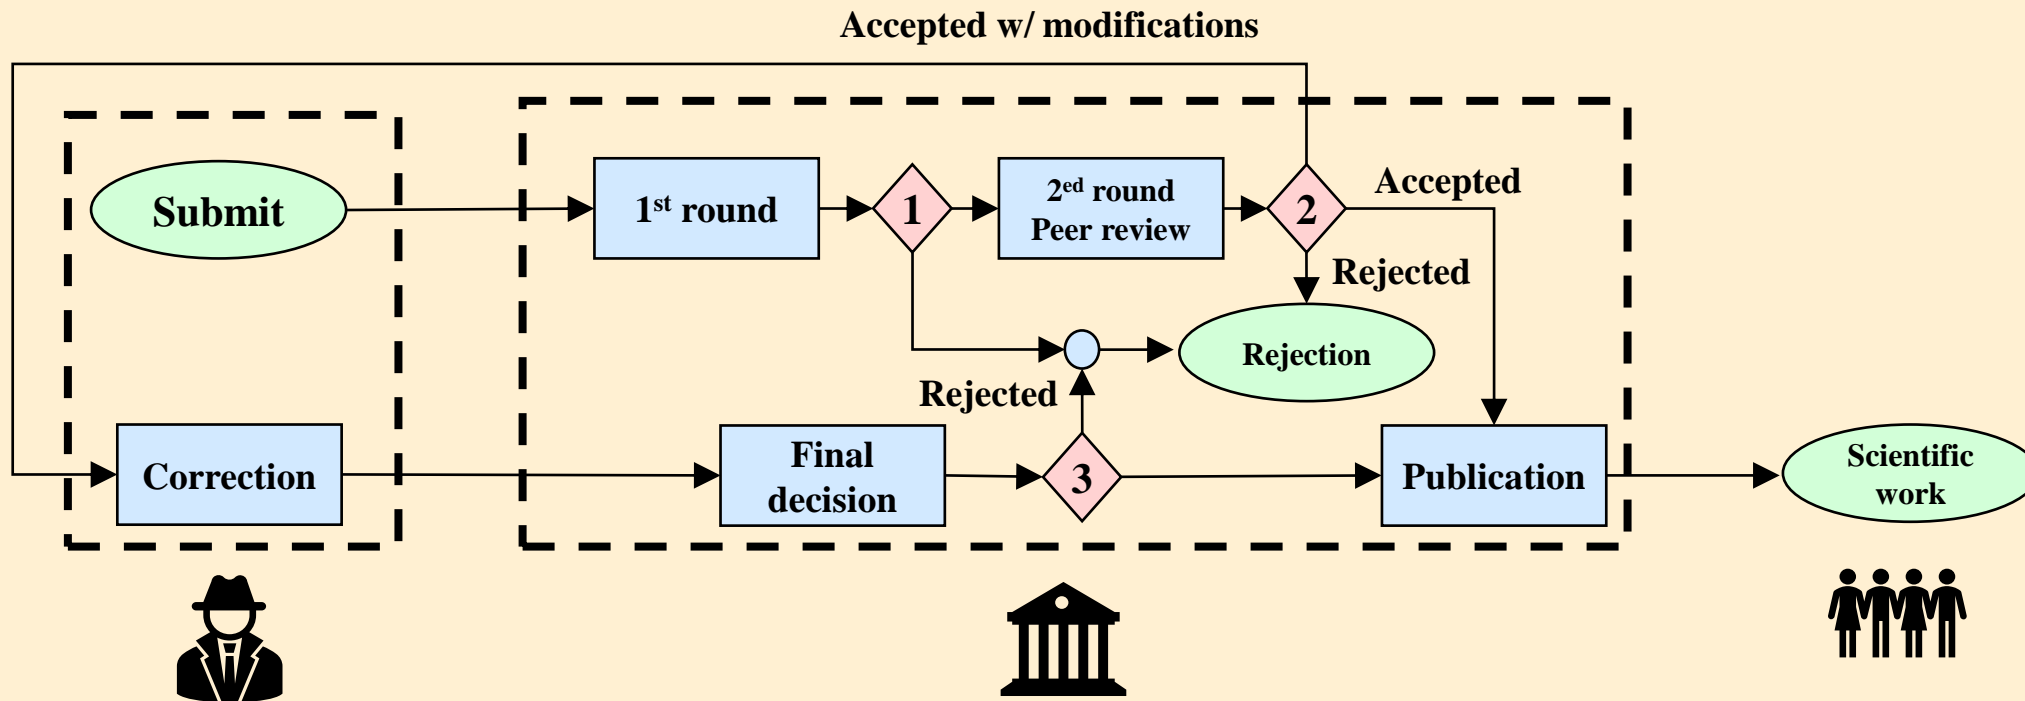 Accepted w/ modifications
Submit
1st round
1
2ed round
Peer review
2
Accepted
Rejected
Rejection
Rejected
Correction
Final
decision
3
Publication
Scientific
work